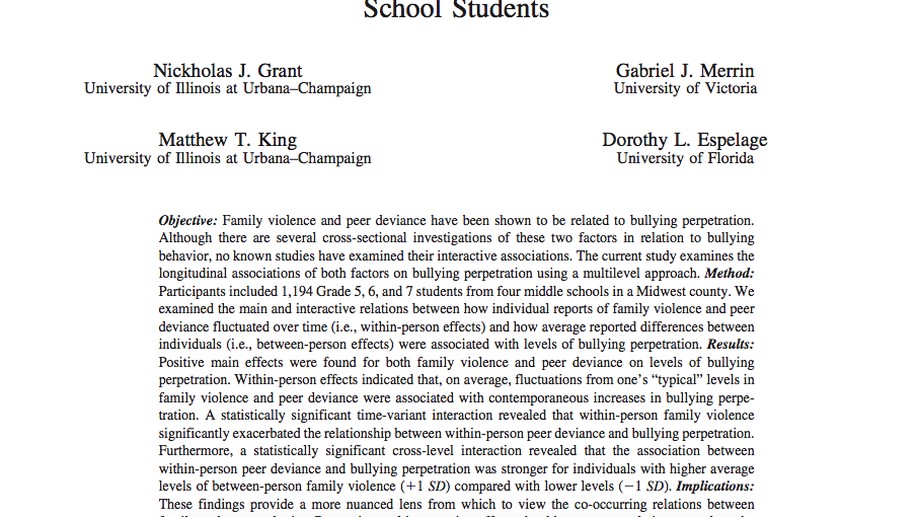 School Students
Nickholas J. Grant
University of Illinois at Urbana–Champaign
Gabriel J. Merrin
University of Victoria
Matthew T. King
University of Illinois at Urbana–Champaign
Dorothy L. Espelage
University of Florida
Objective: Family violence and peer deviance have been shown to be related to bullying perpetration.
Although there are several cross-sectional investigations of these two factors in relation to bullying
behavior, no known studies have examined their interactive associations. The current study examines the
longitudinal associations of both factors on bullying perpetration using a multilevel approach. Method:
Participants included 1,194 Grade 5, 6, and 7 students from four middle schools in a Midwest county. We
examined the main and interactive relations between how individual reports of family violence and peer
deviance fluctuated over time (i.e., within-person effects) and how average reported differences between
individuals (i.e., between-person effects) were associated with levels of bullying perpetration. Results:
Positive main effects were found for both family violence and peer deviance on levels of bullying
perpetration. Within-person effects indicated that, on average, fluctuations from one's “typical” levels in
family violence and peer deviance were associated with contemporaneous increases in bullying perpe-
tration. A statistically significant time-variant interaction revealed that within-person family violence
significantly exacerbated the relationship between within-person peer deviance and bullying perpetration.
Furthermore, a statistically significant cross-level interaction revealed that the association between
within-person peer deviance and bullying perpetration was stronger for individuals with higher average
levels of between-person family violence (+1 SD) compared with lower levels (−1 SD). Implications:
These findings provide a more nuanced lens from which to view the co-occurring relations between